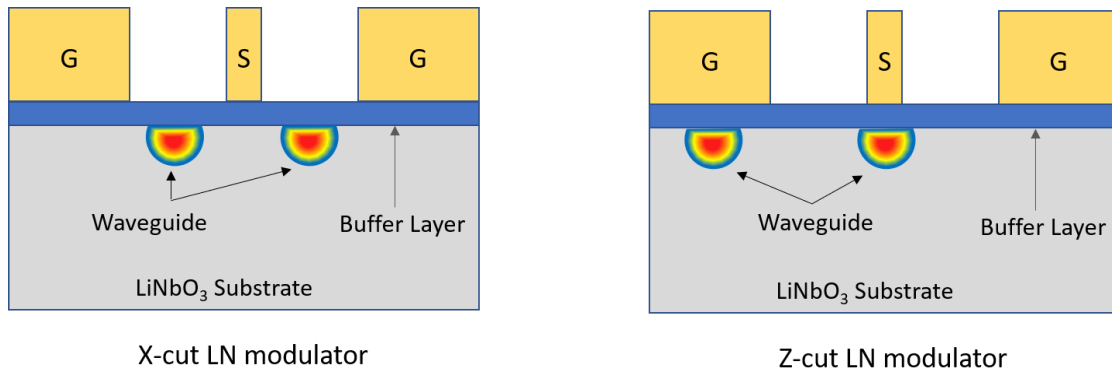 G S G
G S G
Waveguide
Buffer Layer
LiNbO₃ Substrate
X-cut LN modulator
Waveguide
Buffer Layer
LiNbO₃ Substrate
Z-cut LN modulator